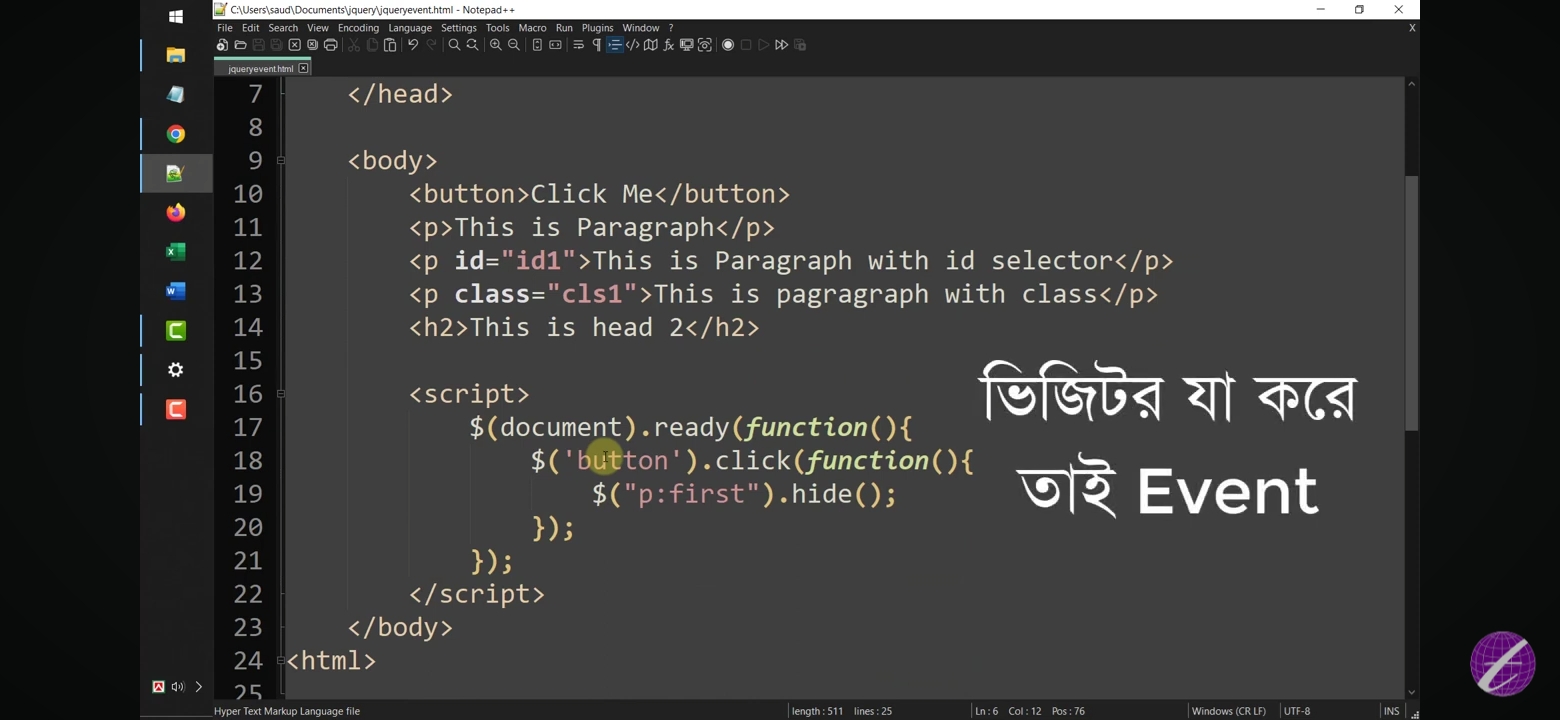 C:\Users\saud\Documents\jquery\jqueryevent.html - Notepad++
File Edit Search View Encoding Language Settings Tools Macro Run Plugins Window ? X
jqueryevent.html
7 </head>
8
9 <body>
10 <button>Click Me</button>
11 <p>This is Paragraph</p>
12 <p id="id1">This is Paragraph with id selector</p>
13 <p class="cls1">This is pagragraph with class</p>
14 <h2>This is head 2</h2>
15
16 <script>
17 $(document).ready(function(){
18 $('button').click(function(){
19 $("p:first").hide();
20 });
21 });
22 </script>
23 </body>
24 <html>
25
ভিজিটর যা করে
তাই Event
Hyper Text Markup Language file length : 511 lines : 25 Ln : 6 Col : 12 Pos : 76 Windows (CR LF) UTF-8 INS